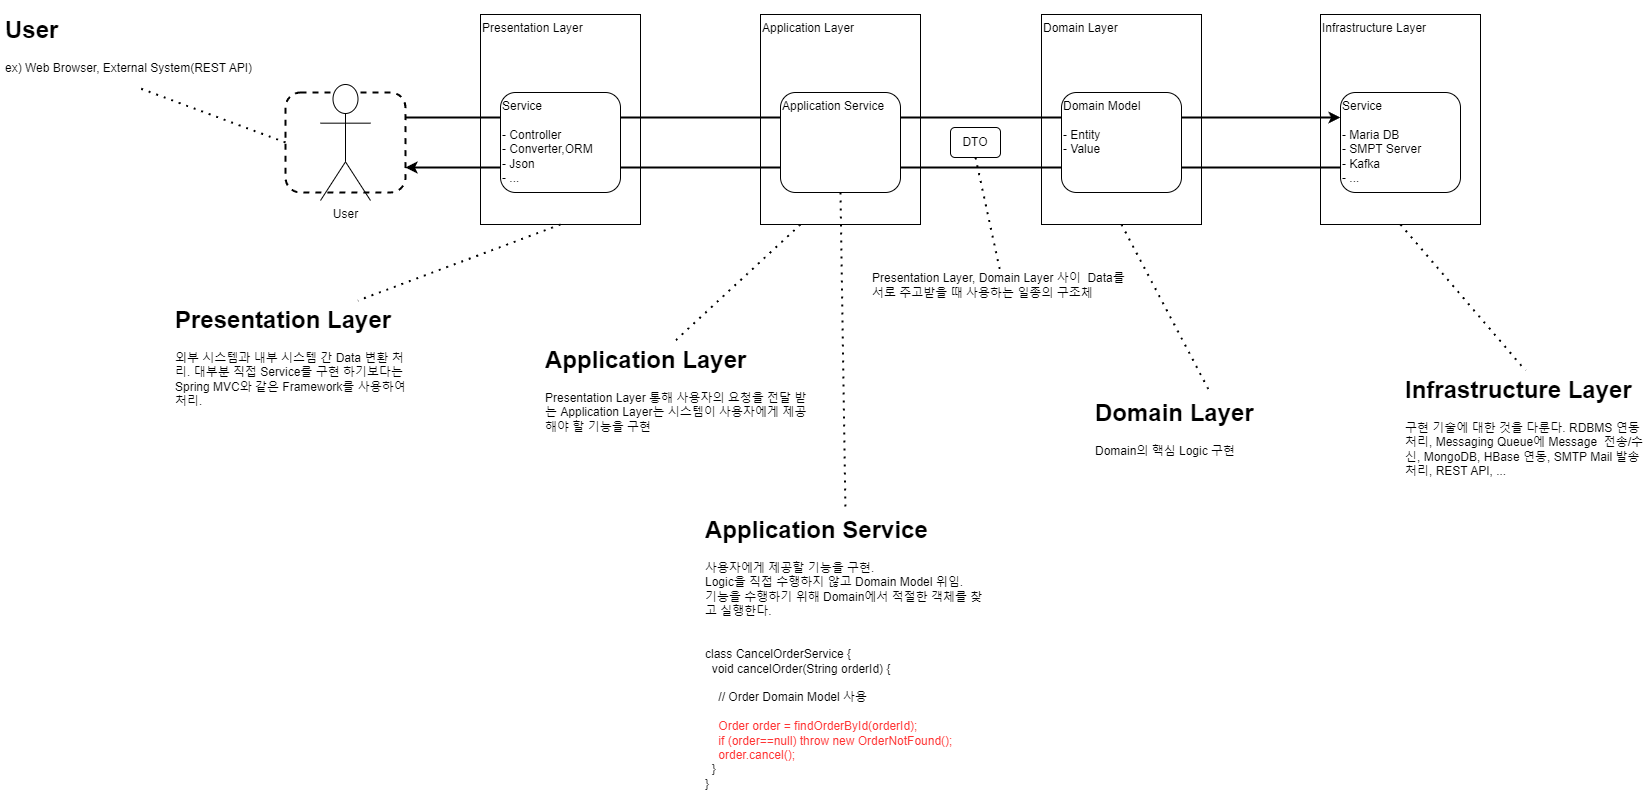 User
ex) Web Browser, External System(REST API)
User
Presentation Layer
Service
- Controller
- Converter,ORM
- Json
- ...
Application Layer
Application Service
DTO
Domain Layer
Domain Model
- Entity
- Value
Infrastructure Layer
Service
- Maria DB
- SMPT Server
- Kafka
- ...
Presentation Layer, Domain Layer 사이  Data를
서로 주고받을 때 사용하는 일종의 구조체
Presentation Layer
외부 시스템과 내부 시스템 간 Data 변환 처
리. 대부분 직접 Service를 구현 하기보다는
Spring MVC와 같은 Framework를 사용하여
처리.
Application Layer
Presentation Layer 통해 사용자의 요청을 전달 받
는 Application Layer는 시스템이 사용자에게 제공
해야 할 기능을 구현
Domain Layer
Domain의 핵심 Logic 구현
Infrastructure Layer
구현 기술에 대한 것을 다룬다. RDBMS 연동
처리, Messaging Queue에 Message  전송/수
신, MongoDB, HBase 연동, SMTP Mail 발송
처리, REST API, ...
Application Service
사용자에게 제공할 기능을 구현.
Logic을 직접 수행하지 않고 Domain Model 위임.
기능을 수행하기 위해 Domain에서 적절한 객체를 찾
고 실행한다.
class CancelOrderService {
void cancelOrder(String orderId) {
// Order Domain Model 사용
Order order = findOrderById(orderId);
if (order==null) throw new OrderNotFound();
order.cancel();
}
}